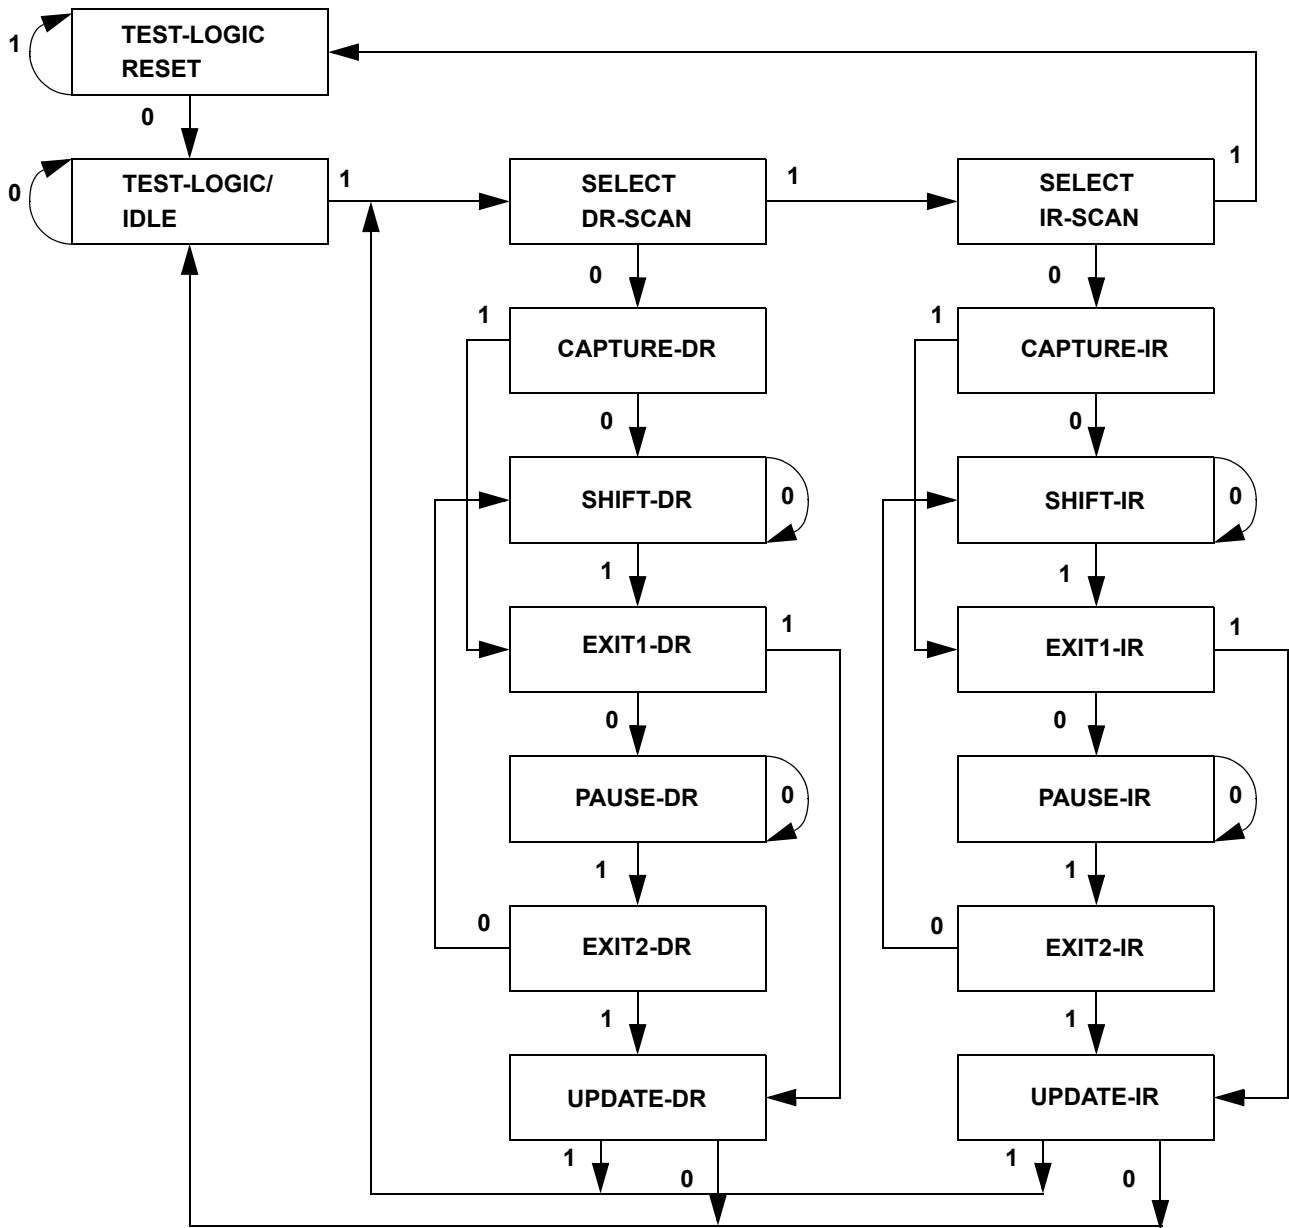 TEST-LOGIC
RESET
1
0
TEST-LOGIC/
IDLE
0
1
SELECT
DR-SCAN
1
SELECT
IR-SCAN
1
0
0
1
CAPTURE-DR
1
CAPTURE-IR
0
0
SHIFT-DR
0
SHIFT-IR
0
1
1
EXIT1-DR
1
EXIT1-IR
1
0
0
PAUSE-DR
0
PAUSE-IR
0
1
1
0
EXIT2-DR
0
EXIT2-IR
1
1
UPDATE-DR
UPDATE-IR
1
0
1
0